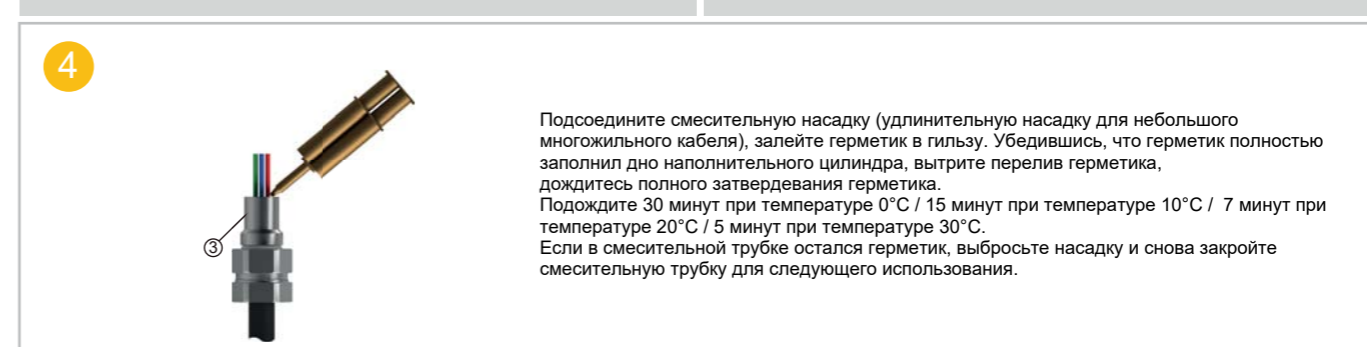 4
Подсоедините смесительную насадку (удлинительную насадку для небольшого
многожильного кабеля), залейте герметик в гильзу. Убедившись, что герметик полностью
заполнил дно наполнительного цилиндра, вытрите перелив герметика,
дождитесь полного затвердевания герметика.
Подождите 30 минут при температуре 0°C / 15 минут при температуре 10°C / 7 минут при
температуре 20°C / 5 минут при температуре 30°C.
Если в смесительной трубке остался герметик, выбросьте насадку и снова закройте
смесительную трубку для следующего использования.
③